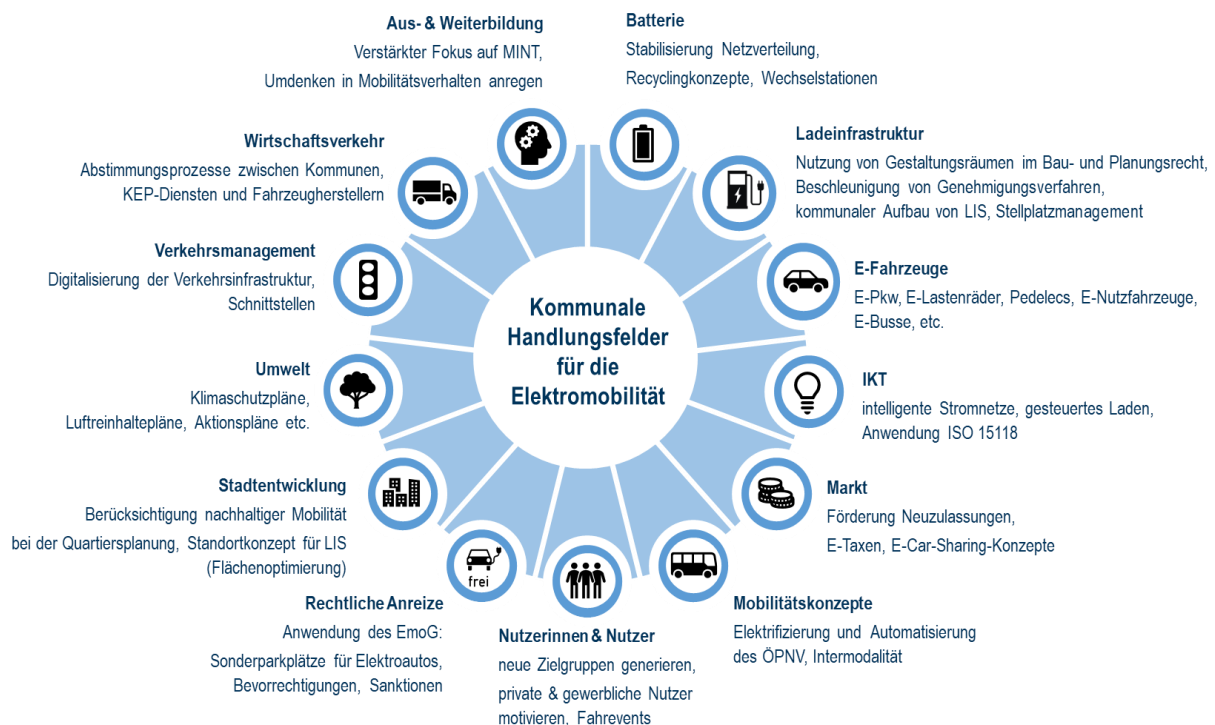 Kommunale
Handlungsfelder
für die
Elektromobilität
Batterie
Stabilisierung Netzverteilung,
Recyclingkonzepte, Wechselstationen
Ladeinfrastruktur
Nutzung von Gestaltungsräumen im Bau- und Planungsrecht,
Beschleunigung von Genehmigungsverfahren,
kommunaler Aufbau von LIS, Stellplatzmanagement
E-Fahrzeuge
E-Pkw, E-Lastenräder, Pedelecs, E-Nutzfahrzeuge,
E-Busse, etc.
IKT
intelligente Stromnetze, gesteuertes Laden,
Anwendung ISO 15118
Markt
Förderung Neuzulassungen,
E-Taxen, E-Car-Sharing-Konzepte
Mobilitätskonzepte
Elektrifizierung und Automatisierung
des ÖPNV, Intermodalität
Nutzerinnen & Nutzer
neue Zielgruppen generieren,
private & gewerbliche Nutzer
motivieren, Fahrevents
frei
Rechtliche Anreize
Anwendung des EmoG:
Sonderparkplätze für Elektroautos,
Bevorrechtigungen, Sanktionen
Stadtentwicklung
Berücksichtigung nachhaltiger Mobilität
bei der Quartiersplanung, Standortkonzept für LIS
(Flächenoptimierung)
Umwelt
Klimaschutzpläne,
Luftreinhaltepläne, Aktionspläne etc.
Verkehrsmanagement
Digitalisierung der Verkehrsinfrastruktur,
Schnittstellen
Wirtschaftsverkehr
Abstimmungsprozesse zwischen Kommunen,
KEP-Diensten und Fahrzeugherstellern
Aus- & Weiterbildung
Verstärkter Fokus auf MINT,
Umdenken in Mobilitätsverhalten anregen